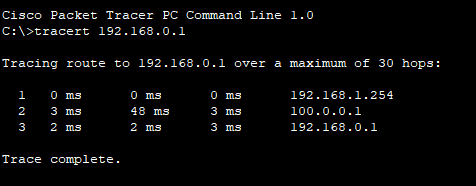 Cisco Packet Tracer PC Command Line 1.0
C:\>tracert 192.168.0.1
Tracing route to 192.168.0.1 over a maximum of 30 hops:
1 0 ms 0 ms 0 ms 192.168.1.254
2 3 ms 48 ms 3 ms 100.0.0.1
3 2 ms 2 ms 3 ms 192.168.0.1
Trace complete.